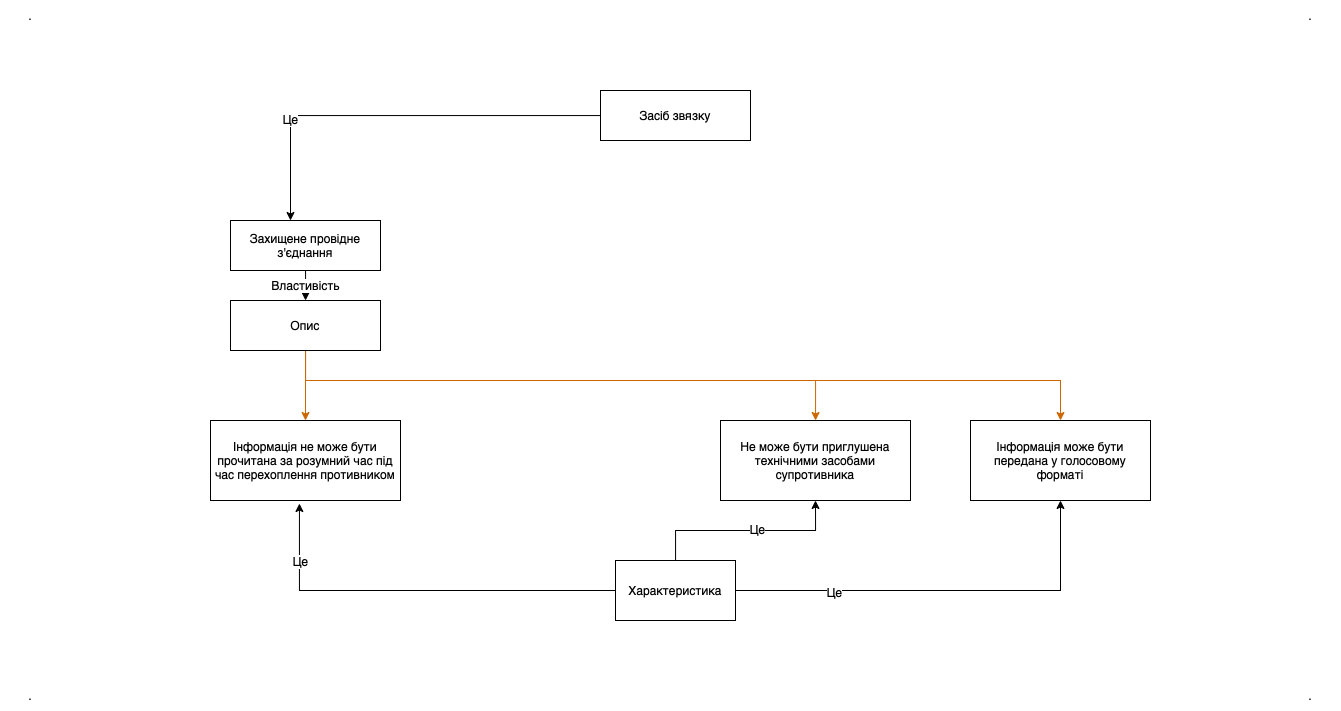 Засіб звязку
Це
Захищене провідне
з'єднання
Властивість
Опис
Інформація не може бути
прочитана за розумний час під
час перехоплення противником
Не може бути приглушена
технічними засобами
супротивника
Інформація може бути
передана у голосовому
форматі
Це
Це
Характеристика
Це